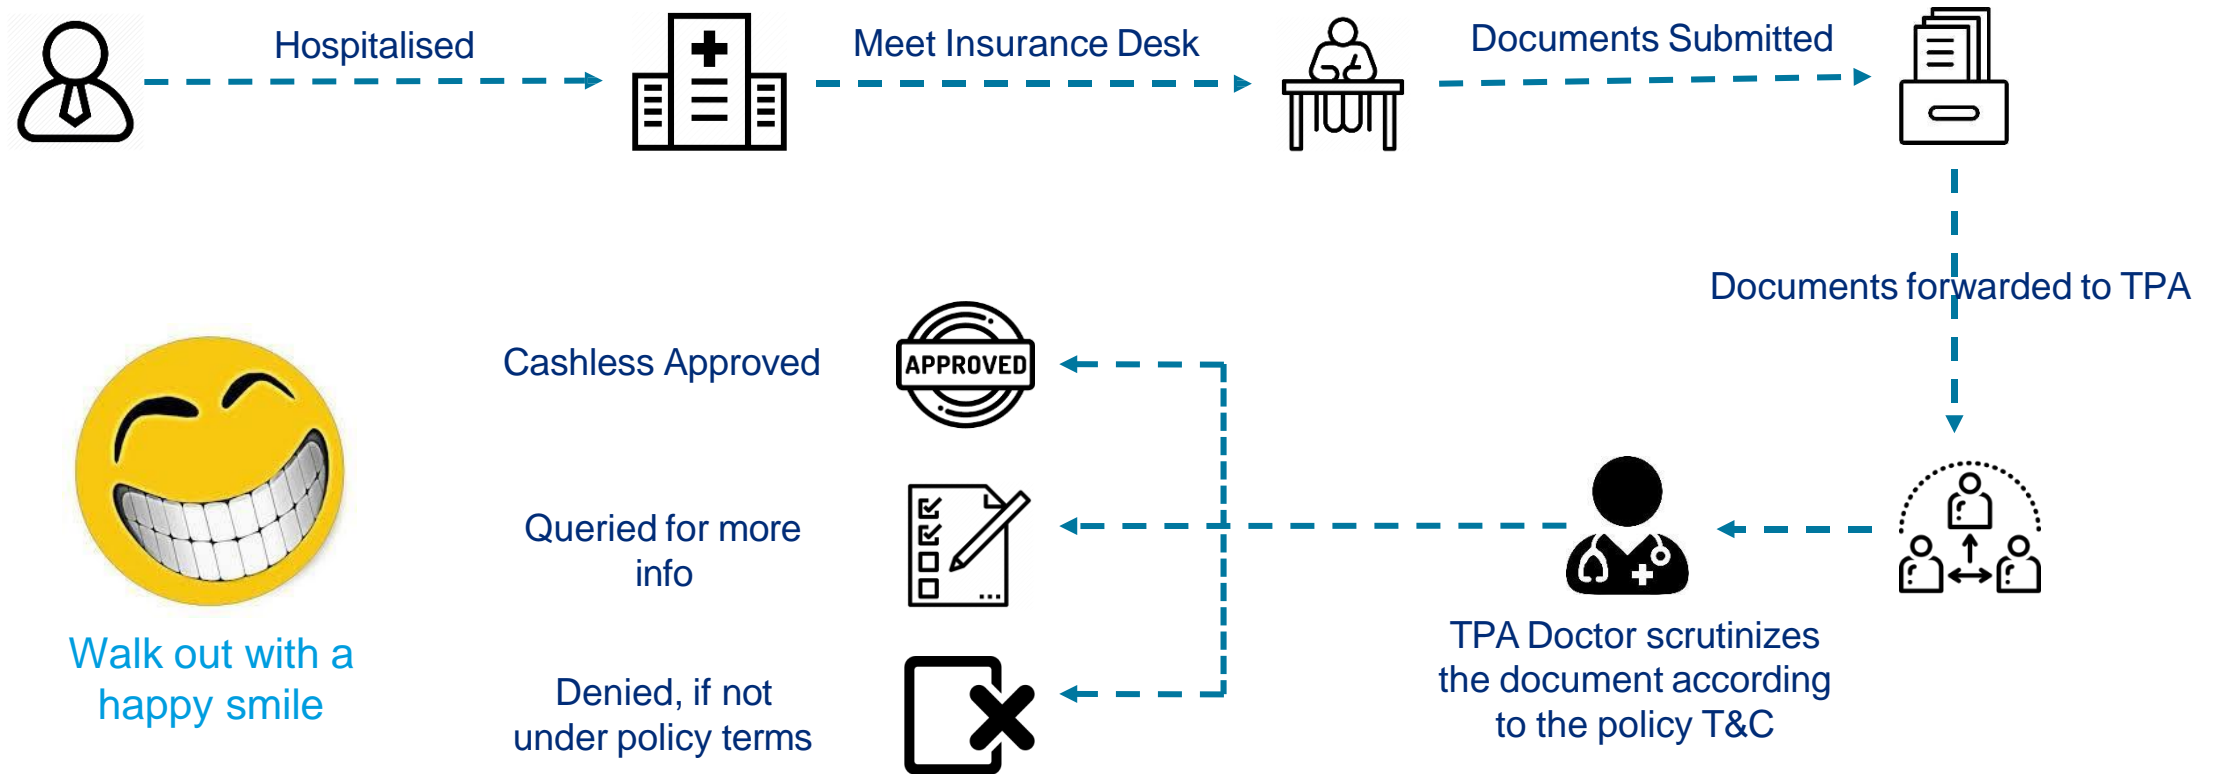 Hospitalised
Meet Insurance Desk
Documents Submitted
Documents forwarded to TPA
Cashless Approved
APPROVED
Queried for more
info
TPA Doctor scrutinizes
the document according
to the policy T&C
Walk out with a
happy smile
Denied, if not
under policy terms